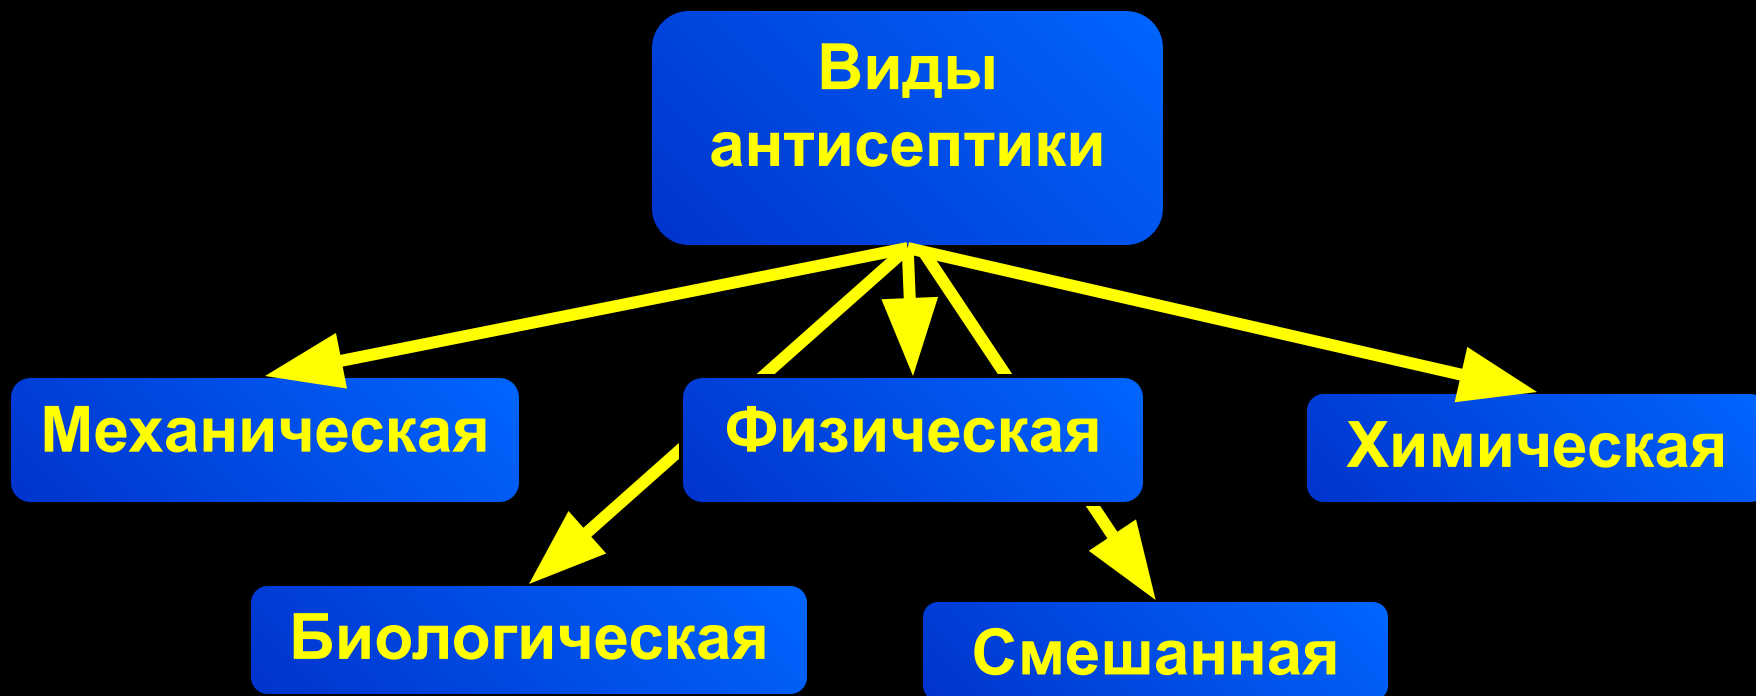 Виды
антисептики
Механическая
Физическая
Химическая
Биологическая
Смешанная